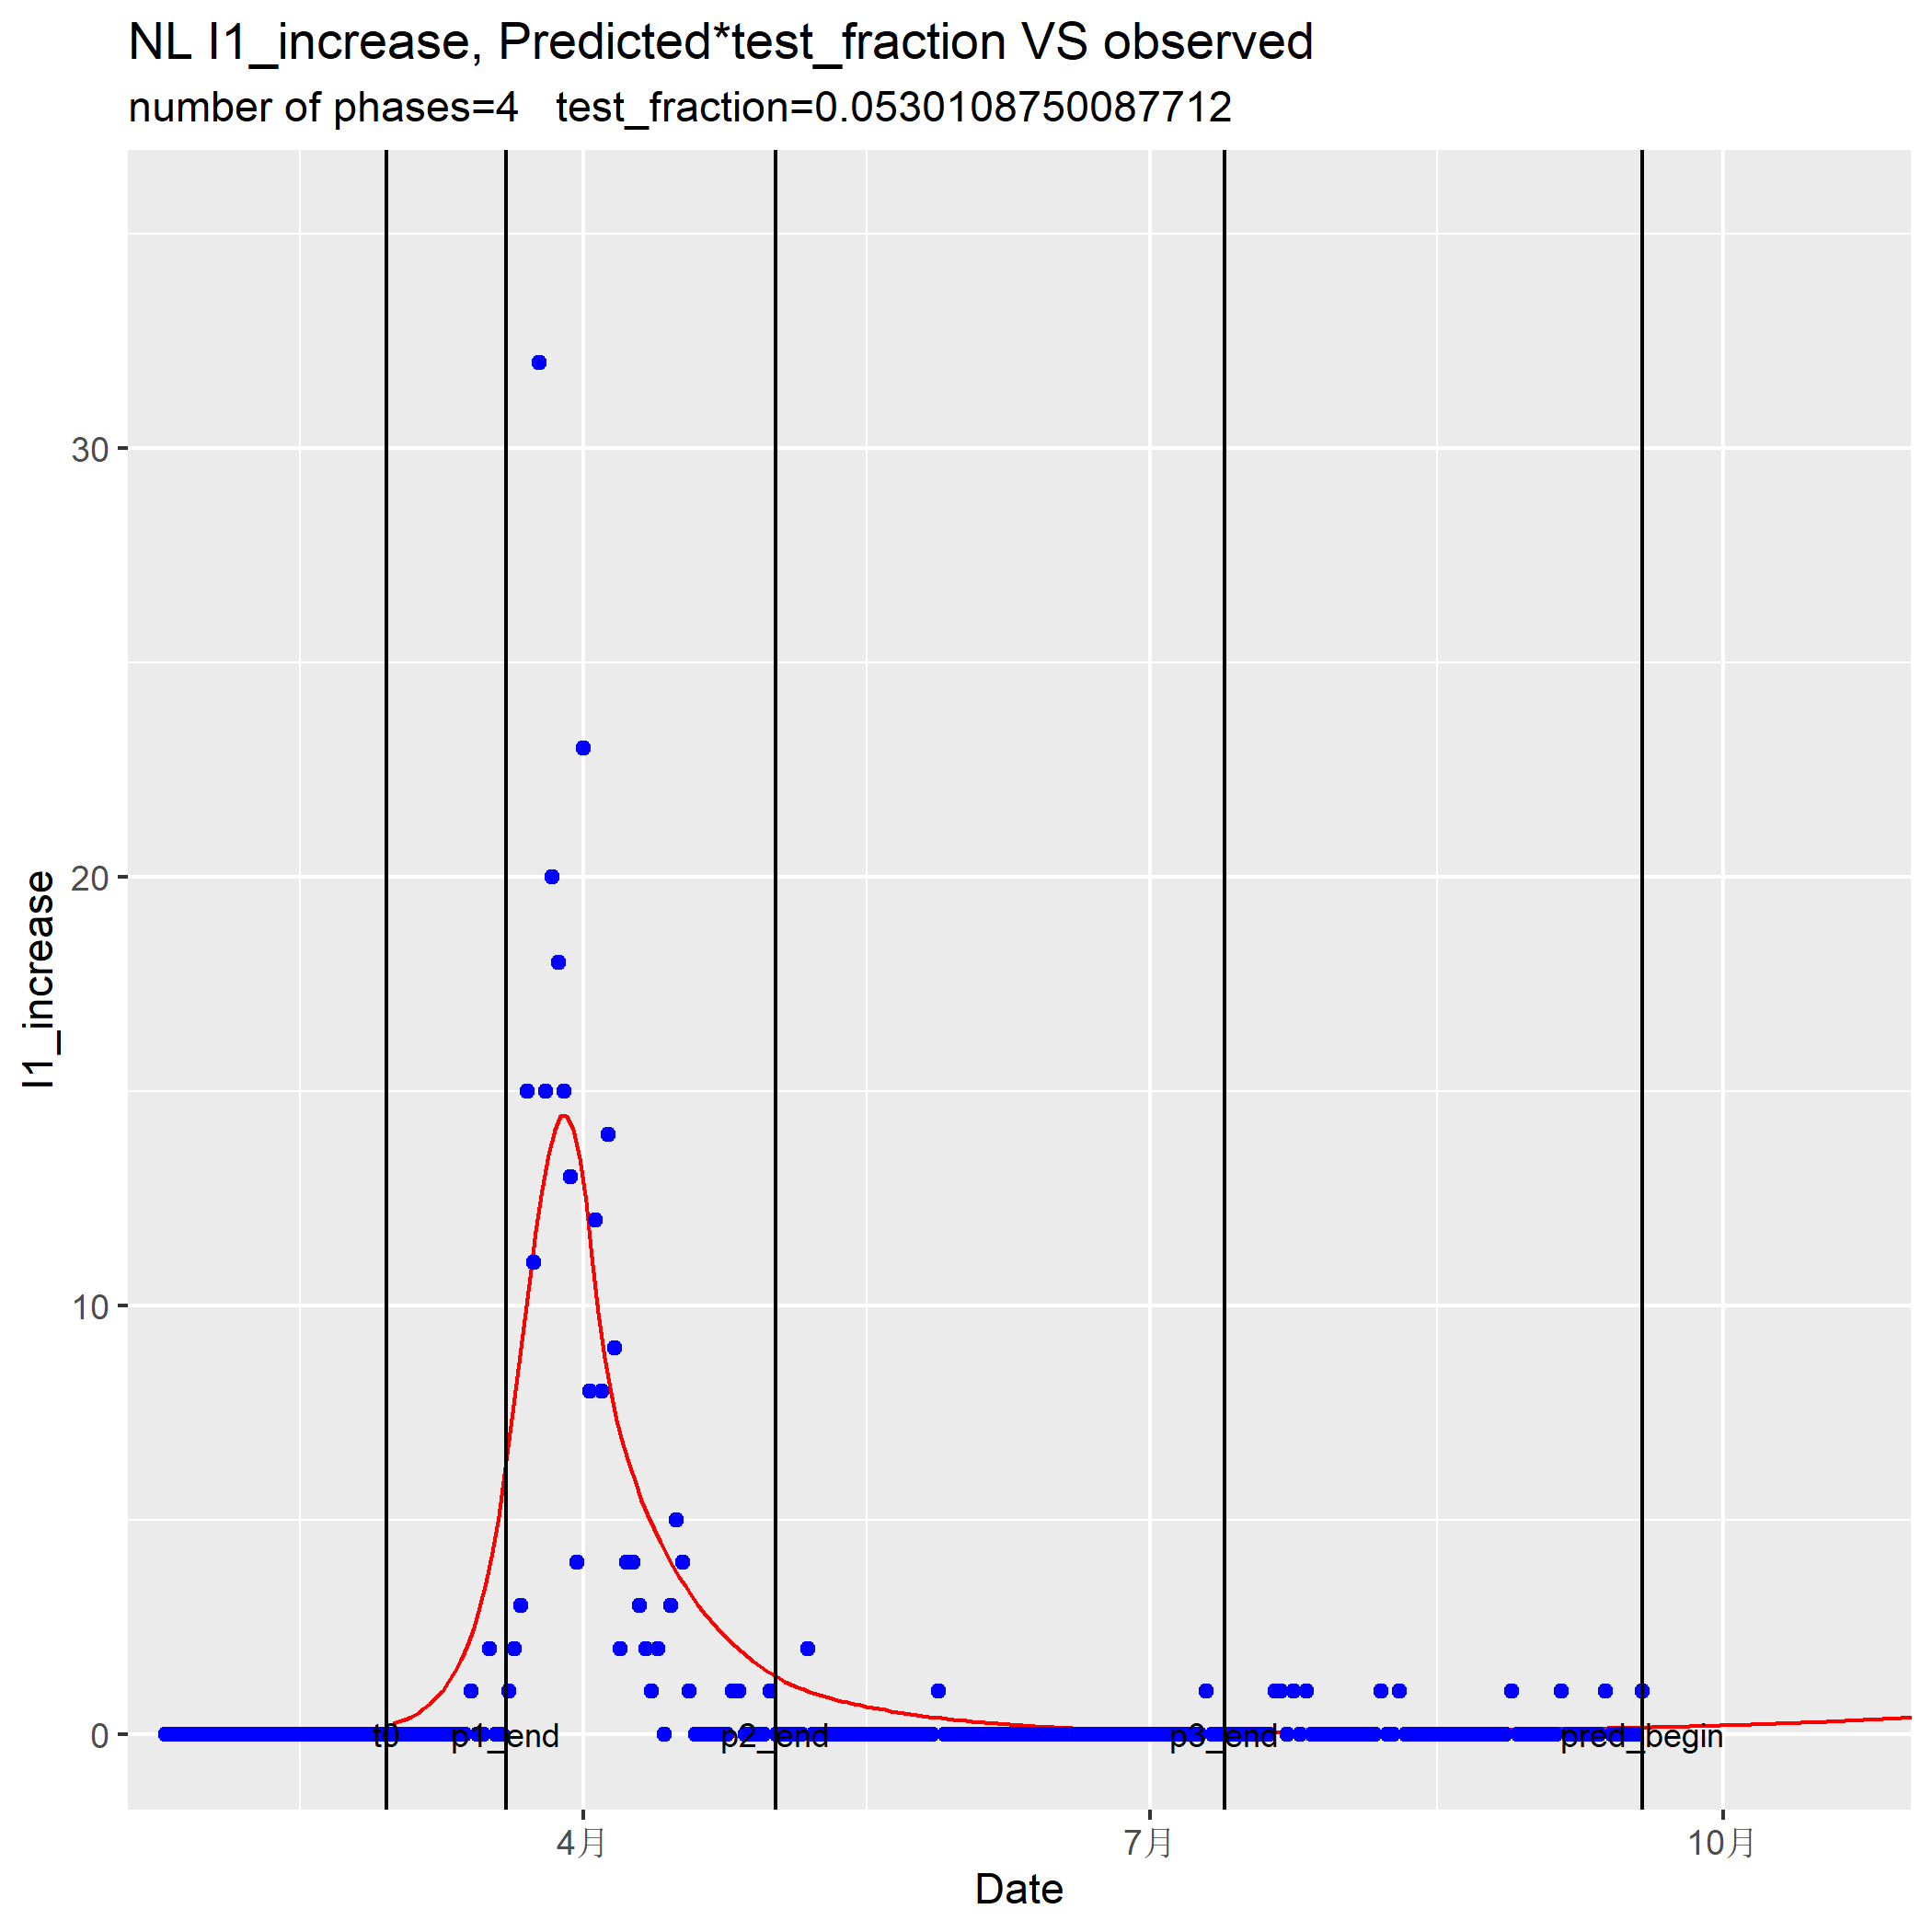 NL I1_increase, Predicted*test_fraction VS observed
number of phases=4   test_fraction=0.0530108750087712
I1_increase
30
20
10
0
t0
p1_end
p2_end
p3_end
pred_begin
4月
7月
10月
Date